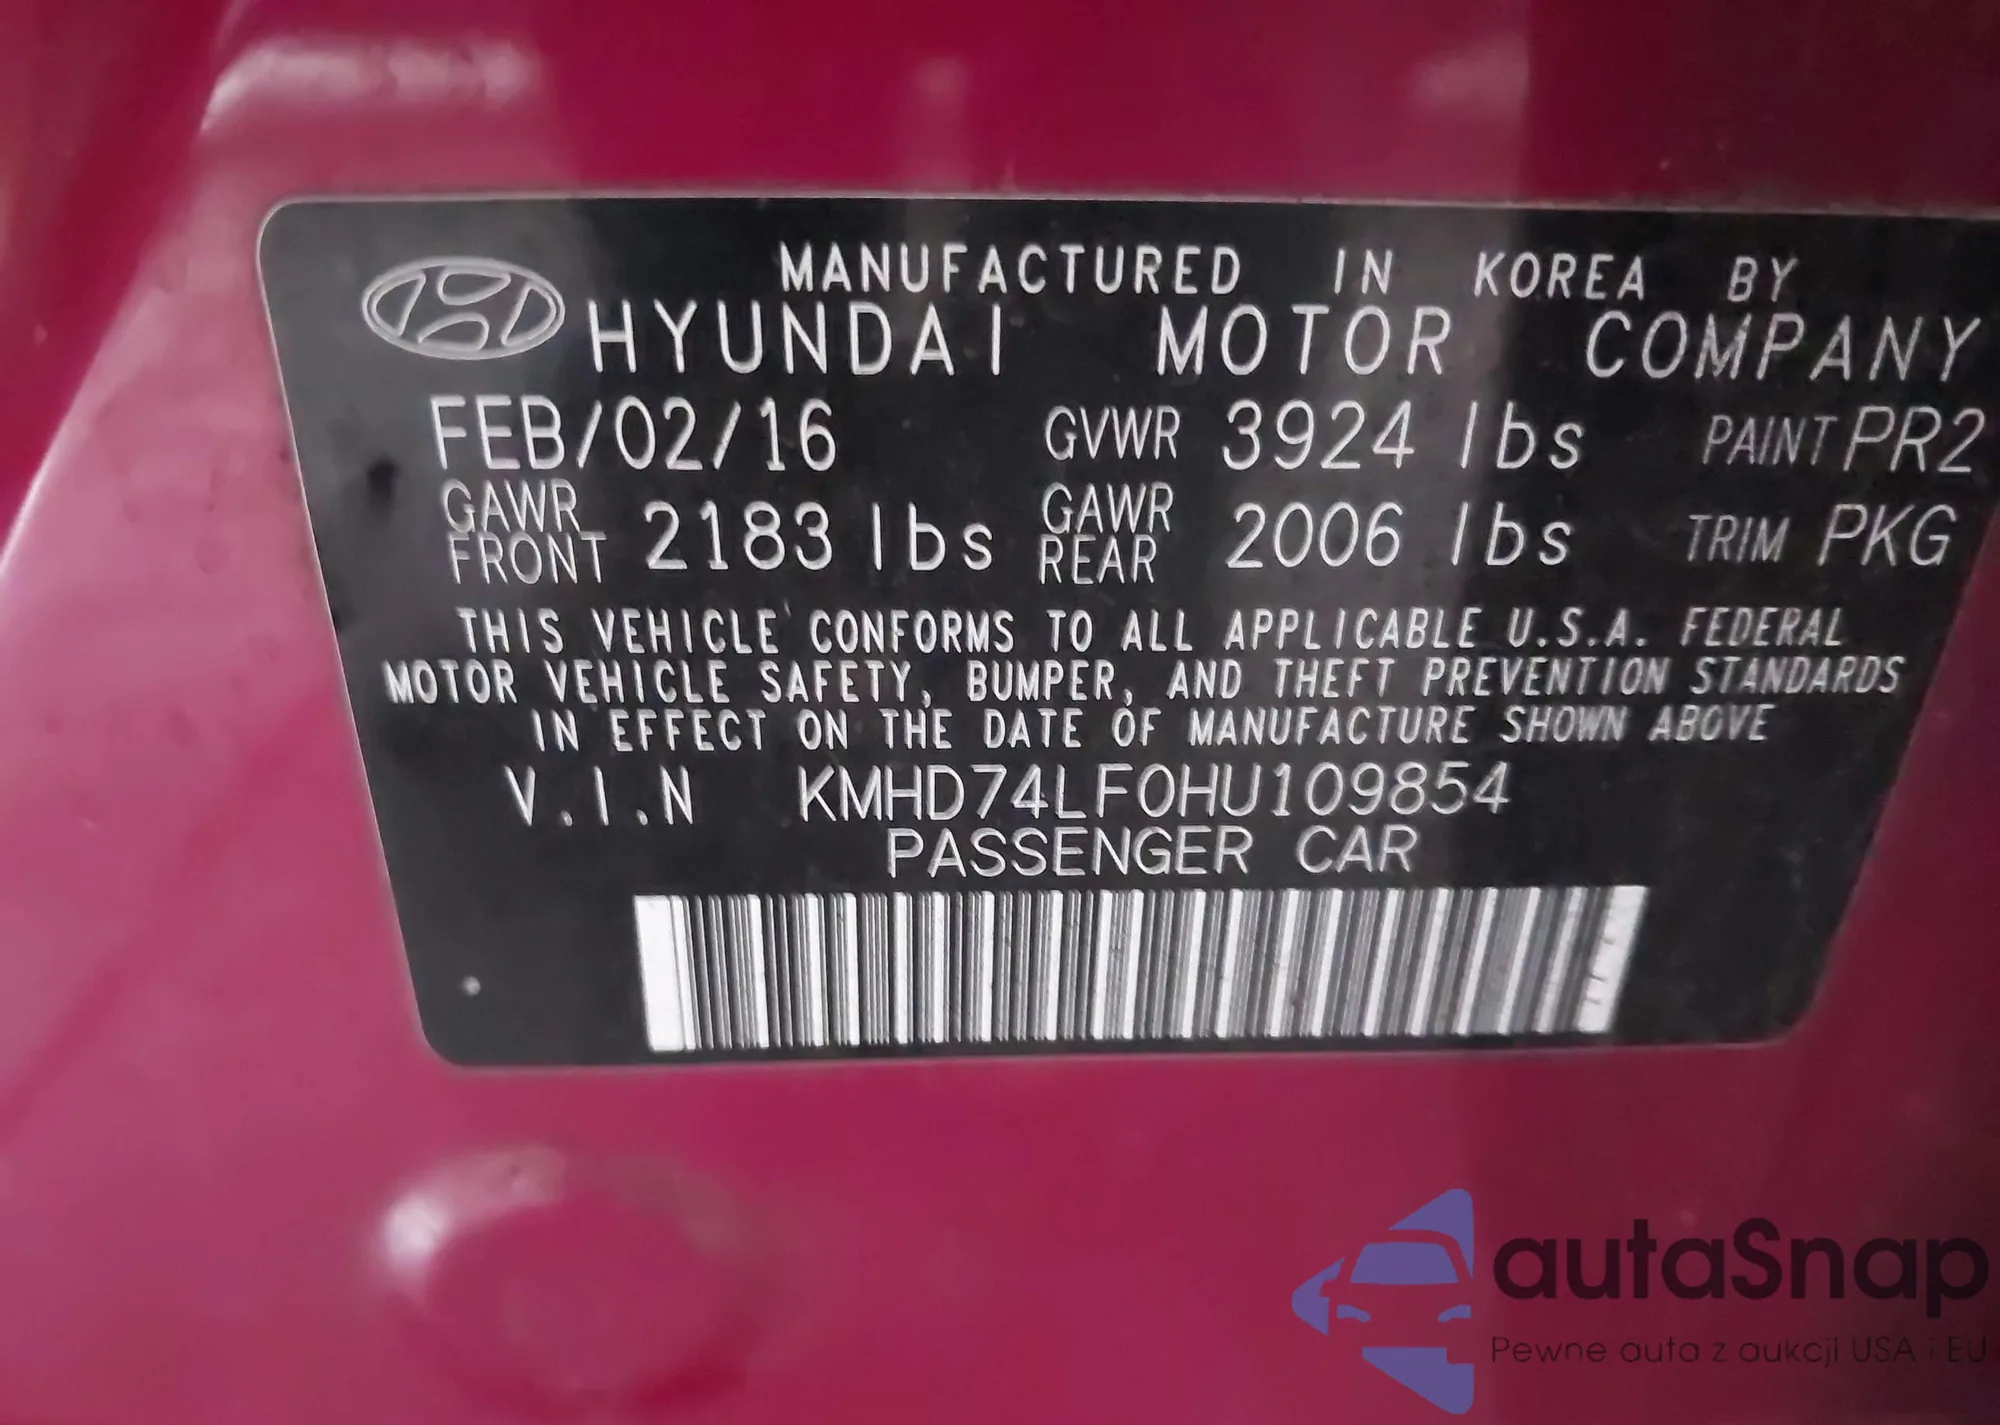 MANUFACTURED IN KOREA BY
HYUNDAI MOTOR COMPANY
FEB/02/16 GVWR 3924 lbs PAINT PR2
GAWR FRONT 2183 lbs GAWR REAR 2006 lbs TRIM PKG
THIS VEHICLE CONFORMS TO ALL APPLICABLE U.S.A. FEDERAL
MOTOR VEHICLE SAFETY, BUMPER, AND THEFT PREVENTION STANDARDS
IN EFFECT ON THE DATE OF MANUFACTURE SHOWN ABOVE
V.I.N KMHD74LF0HU109854
PASSENGER CAR
autaSnap
Pewne auta z aukcji USA i EU